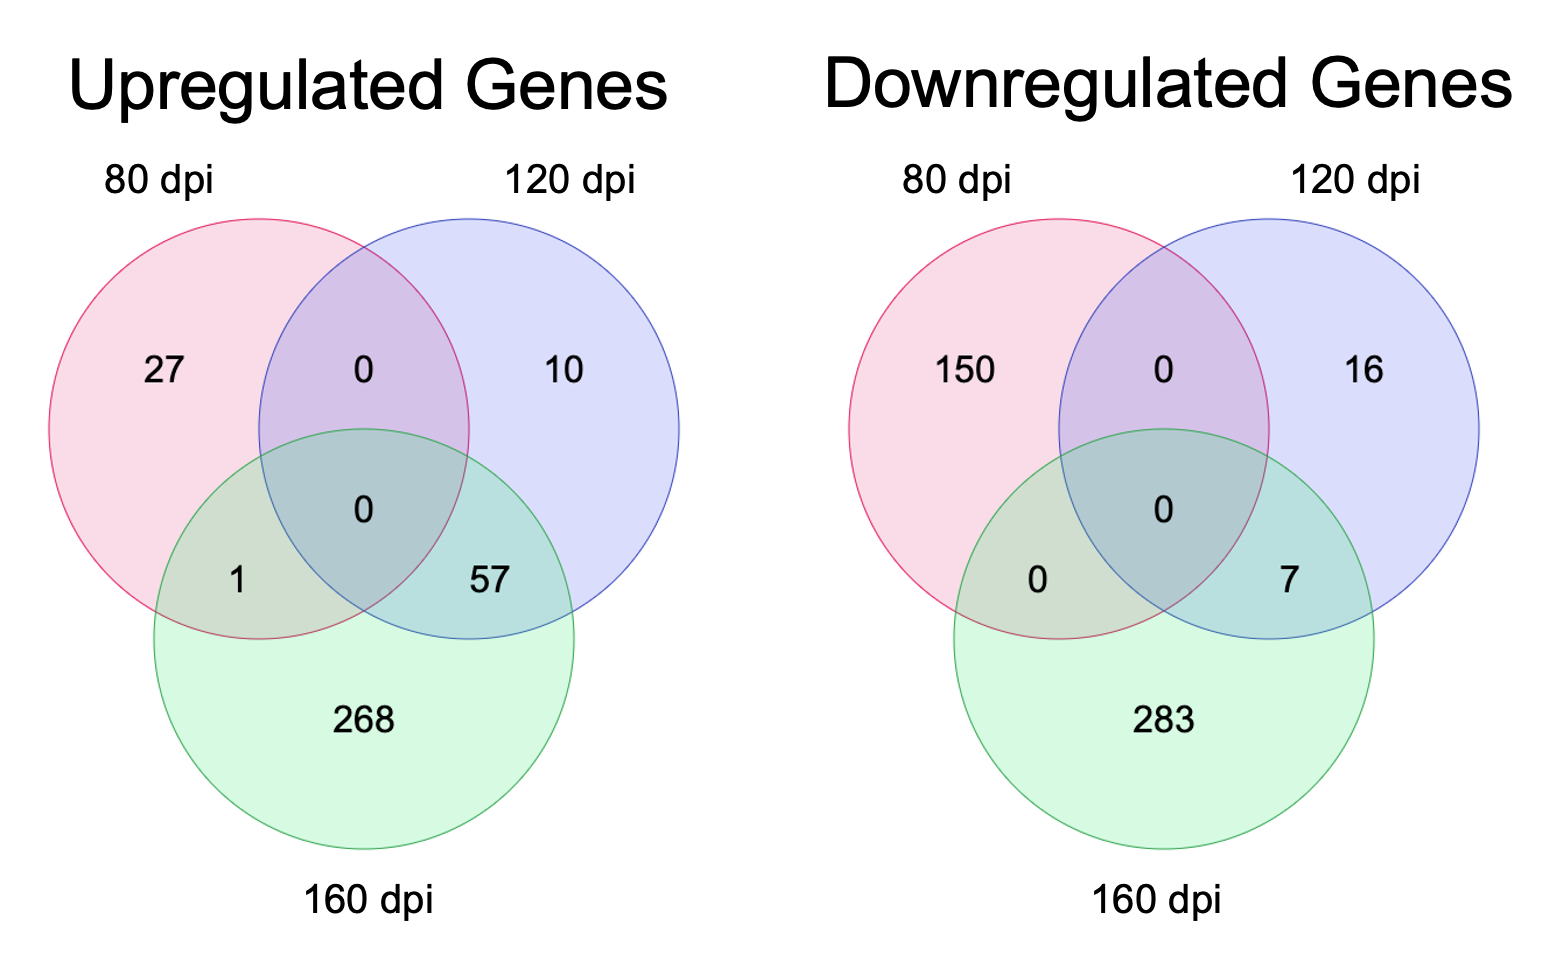 Upregulated Genes
80 dpi
120 dpi
27
0
10
0
1
57
268
160 dpi
Downregulated Genes
80 dpi
120 dpi
150
0
16
0
0
7
283
160 dpi